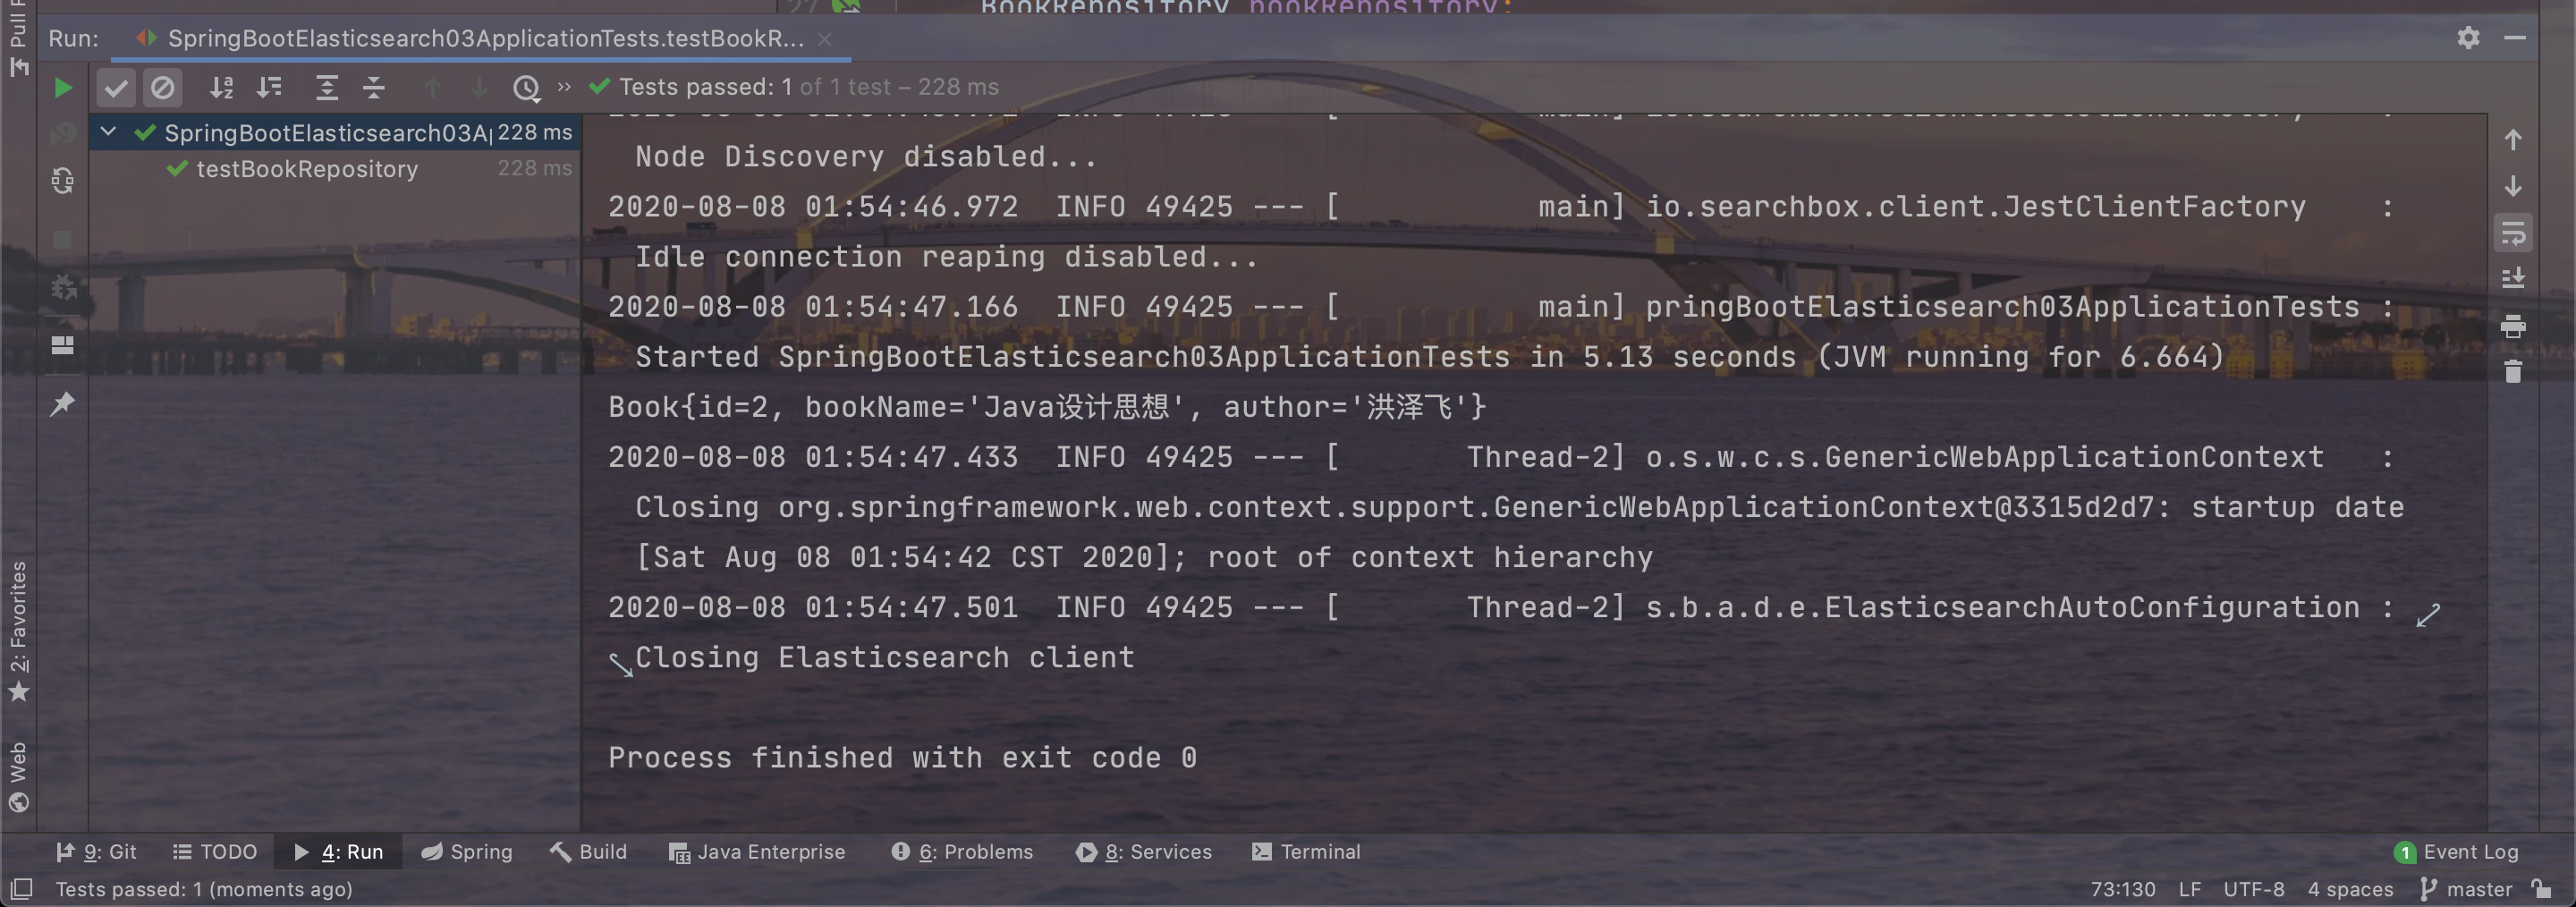 27 BookRepository bookRepository;
Pull
Run: SpringBootElasticsearch03ApplicationTests.testBookR...
Tests passed: 1 of 1 test – 228 ms
SpringBootElasticsearch03A 228 ms
testBookRepository 228 ms
Node Discovery disabled...
2020-08-08 01:54:46.972  INFO 49425 --- [           main] io.searchbox.client.JestClientFactory    :
Idle connection reaping disabled...
2020-08-08 01:54:47.166  INFO 49425 --- [           main] pringBootElasticsearch03ApplicationTests :
Started SpringBootElasticsearch03ApplicationTests in 5.13 seconds (JVM running for 6.664)
Book{id=2, bookName='Java设计思想', author='洪泽飞'}
2020-08-08 01:54:47.433  INFO 49425 --- [       Thread-2] o.s.w.c.s.GenericWebApplicationContext   :
Closing org.springframework.web.context.support.GenericWebApplicationContext@3315d2d7: startup date
[Sat Aug 08 01:54:42 CST 2020]; root of context hierarchy
2020-08-08 01:54:47.501  INFO 49425 --- [       Thread-2] s.b.a.d.e.ElasticsearchAutoConfiguration :
Closing Elasticsearch client
Process finished with exit code 0
2: Favorites
Web
9: Git TODO 4: Run Spring Build Java Enterprise 6: Problems 8: Services Terminal 1 Event Log
Tests passed: 1 (moments ago) 73:130 LF UTF-8 4 spaces master